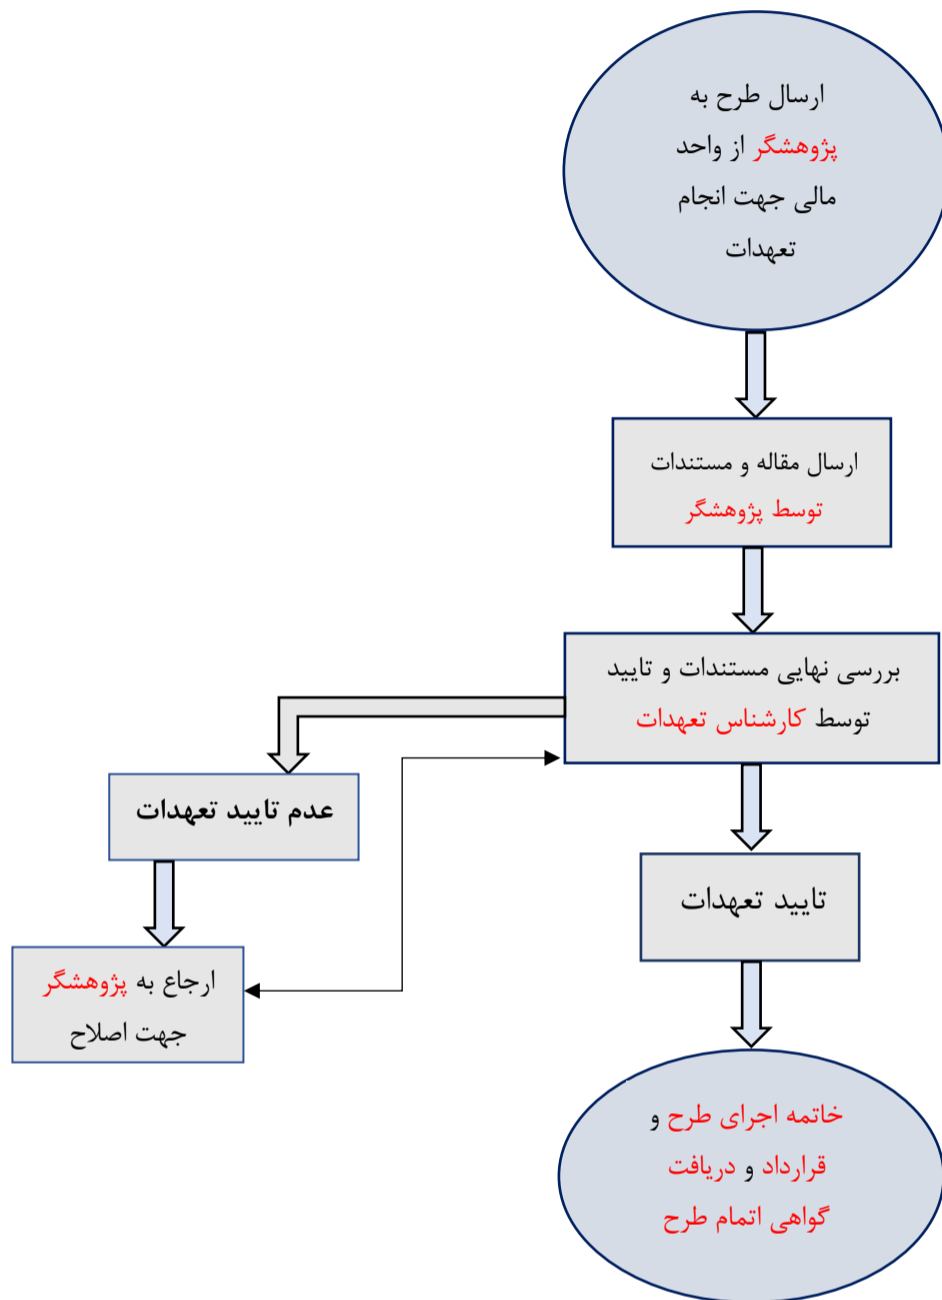 ارسال طرح به
پژوهشگر از واحد
مالی جهت انجام
تعهدات
ارسال مقاله و مستندات
توسط پژوهشگر
بررسی نهایی مستندات و تایید
توسط کارشناس تعهدات
عدم تایید تعهدات
تایید تعهدات
ارجاع به پژوهشگر
جهت اصلاح
خاتمه اجرای طرح و
قرارداد و دریافت
گواهی اتمام طرح